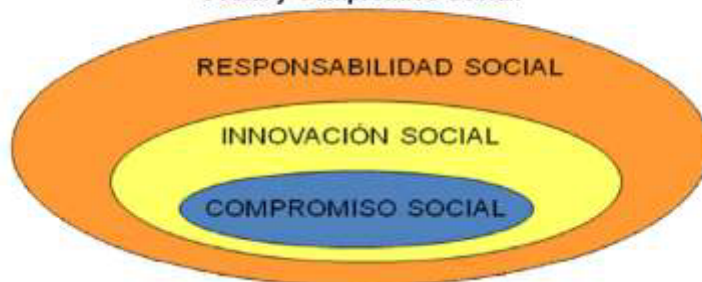 RESPONSABILIDAD SOCIAL
INNOVACIÓN SOCIAL
COMPROMISO SOCIAL